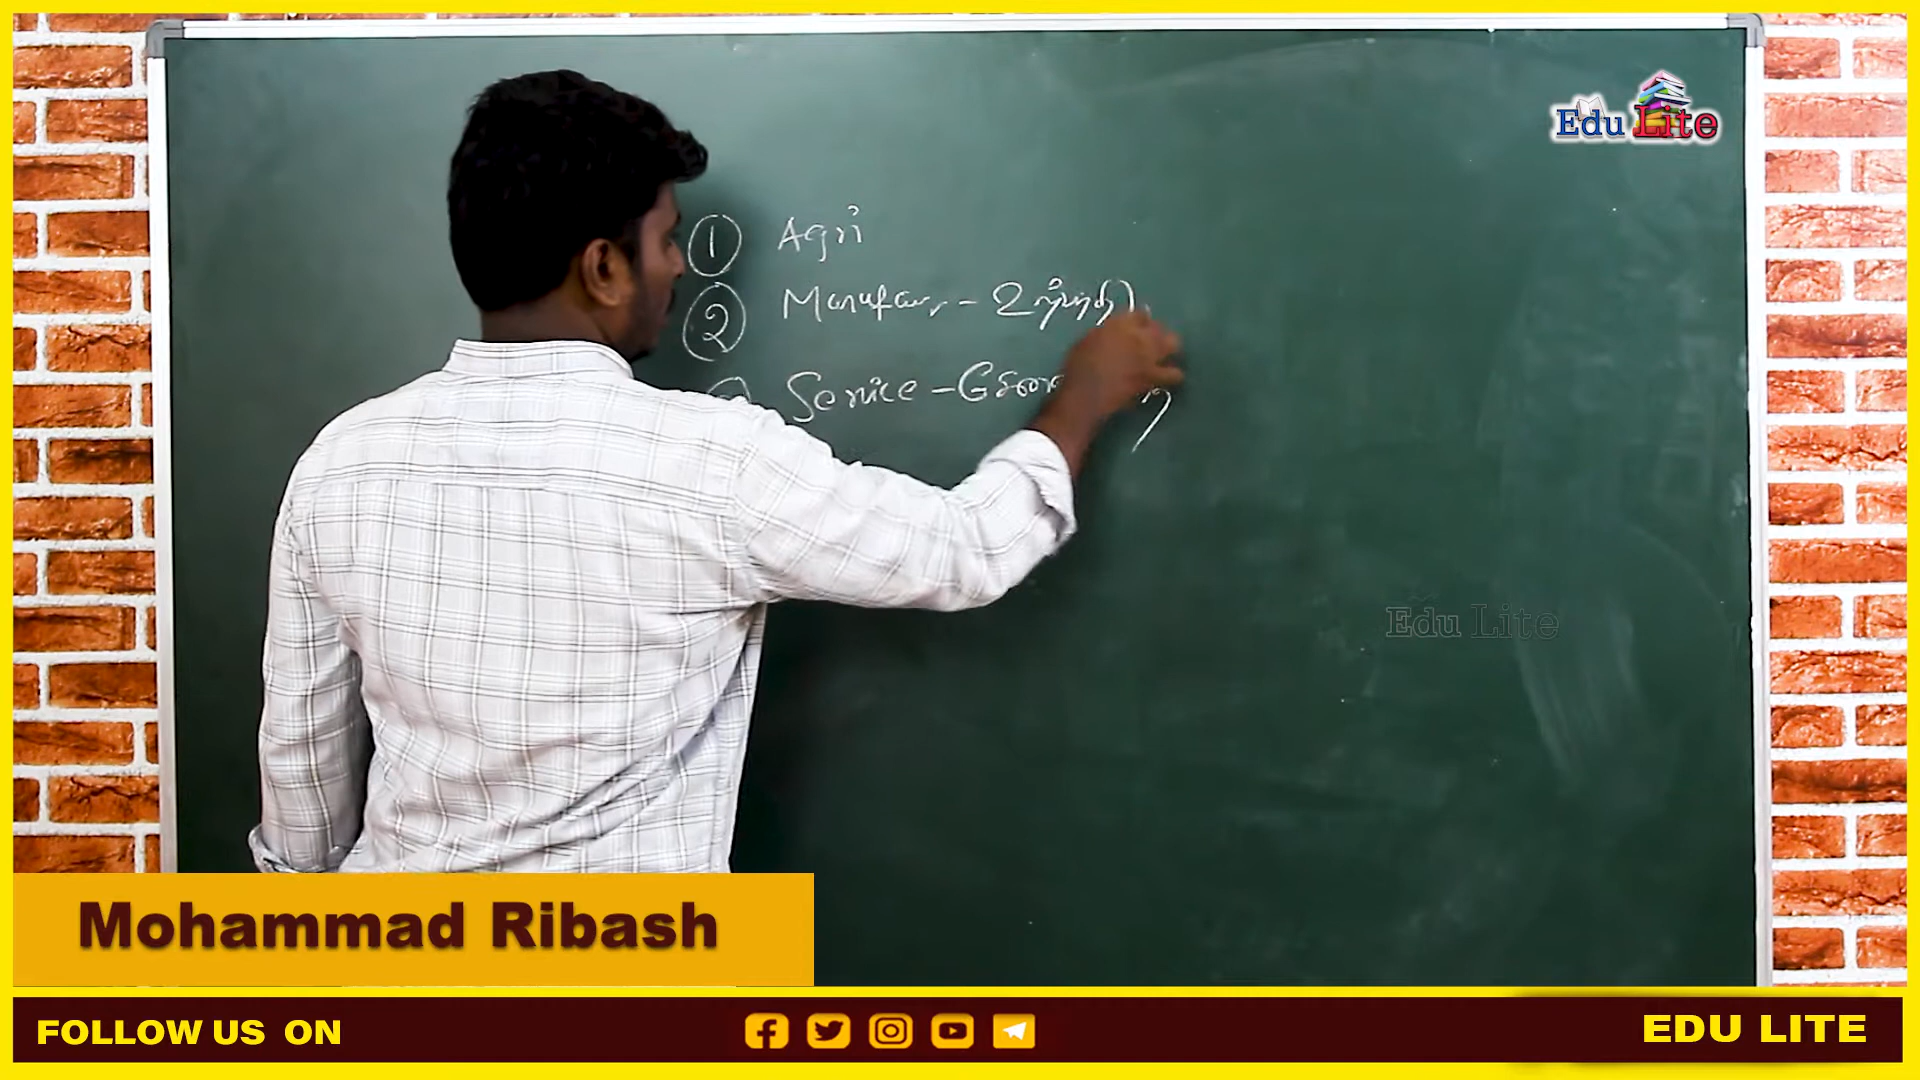 Edu Lite
① Agri
② Manufac, - உற்பத்தி
Service -
Edu Lite
Mohammad Ribash
FOLLOW US ON
EDU LITE